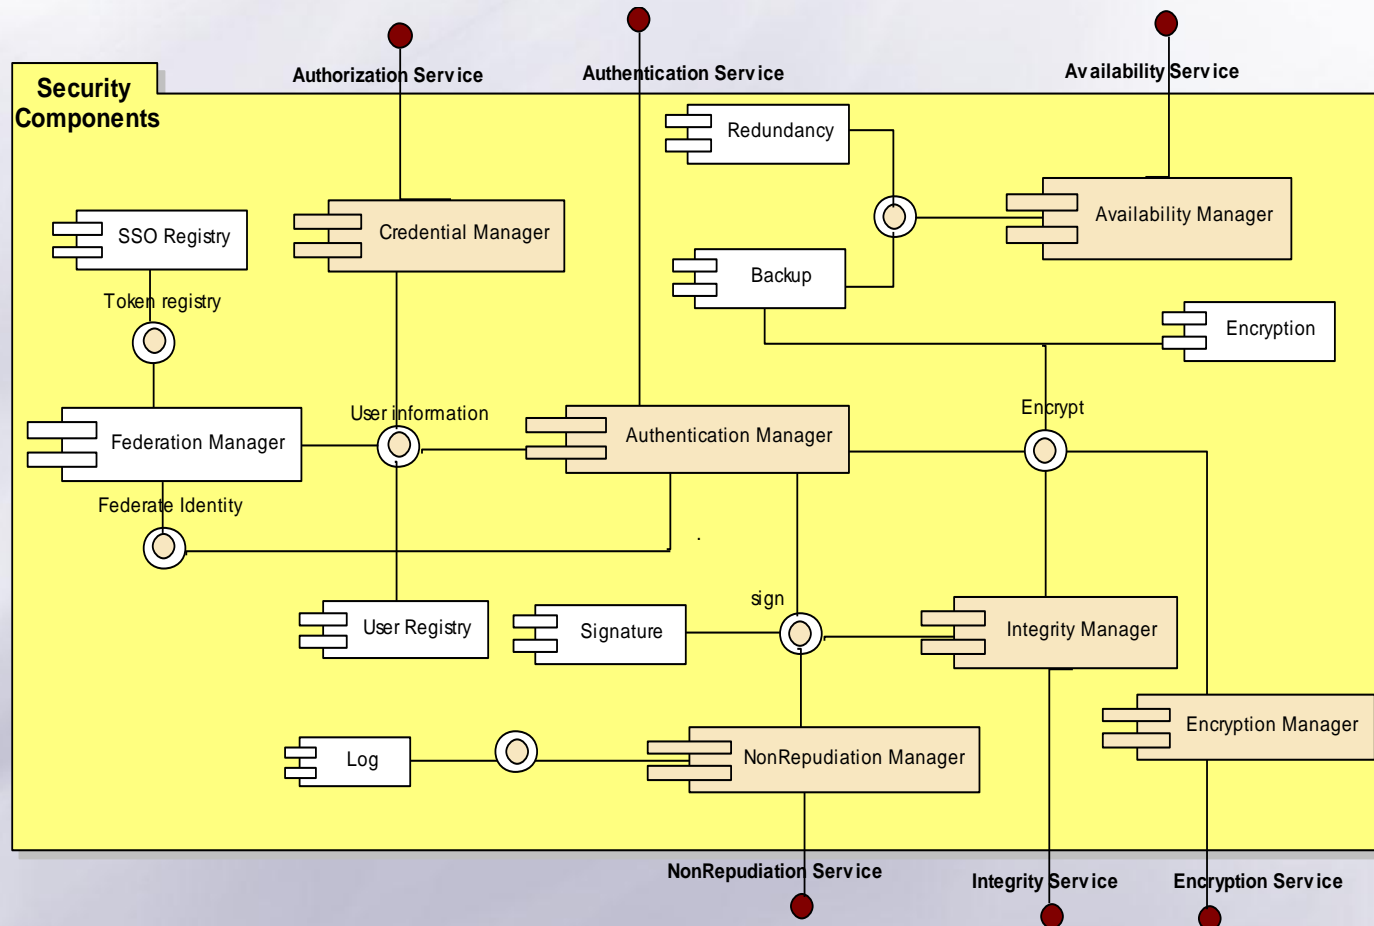 Authorization Service
Authentication Service
Availability Service
Security
Components
Redundancy
SSO Registry
Credential Manager
Availability Manager
Backup
Token registry
Encryption
User information
Encrypt
Federation Manager
Authentication Manager
Federate Identity
sign
User Registry
Signature
Integrity Manager
Encryption Manager
Log
NonRepudiation Manager
NonRepudiation Service
Integrity Service
Encryption Service